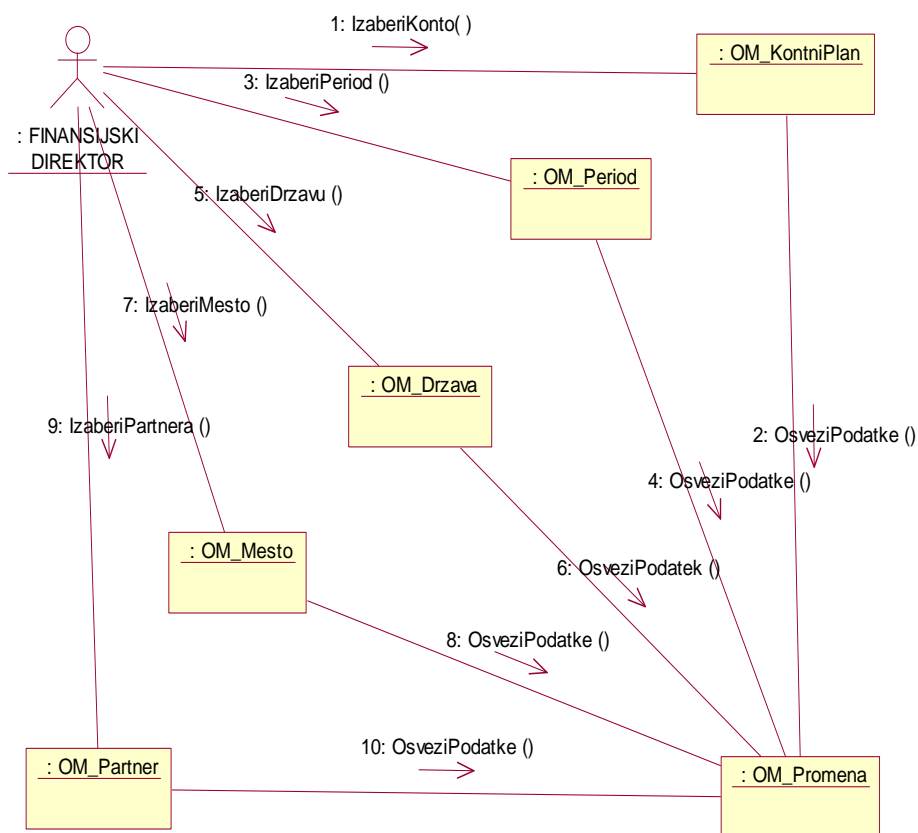 1: IzaberiKonto( )
: OM_KontniPlan
3: IzaberiPeriod ()
: FINANSIJSKI
DIREKTOR
: OM_Period
5: IzaberiDrzavu ()
7: IzaberiMesto ()
: OM_Drzava
9: IzaberiPartnera ()
2: OsveziPodatke ()
4: OsveziPodatke ()
: OM_Mesto
6: OsveziPodatek ()
8: OsveziPodatke ()
10: OsveziPodatke ()
: OM_Partner
: OM_Promena